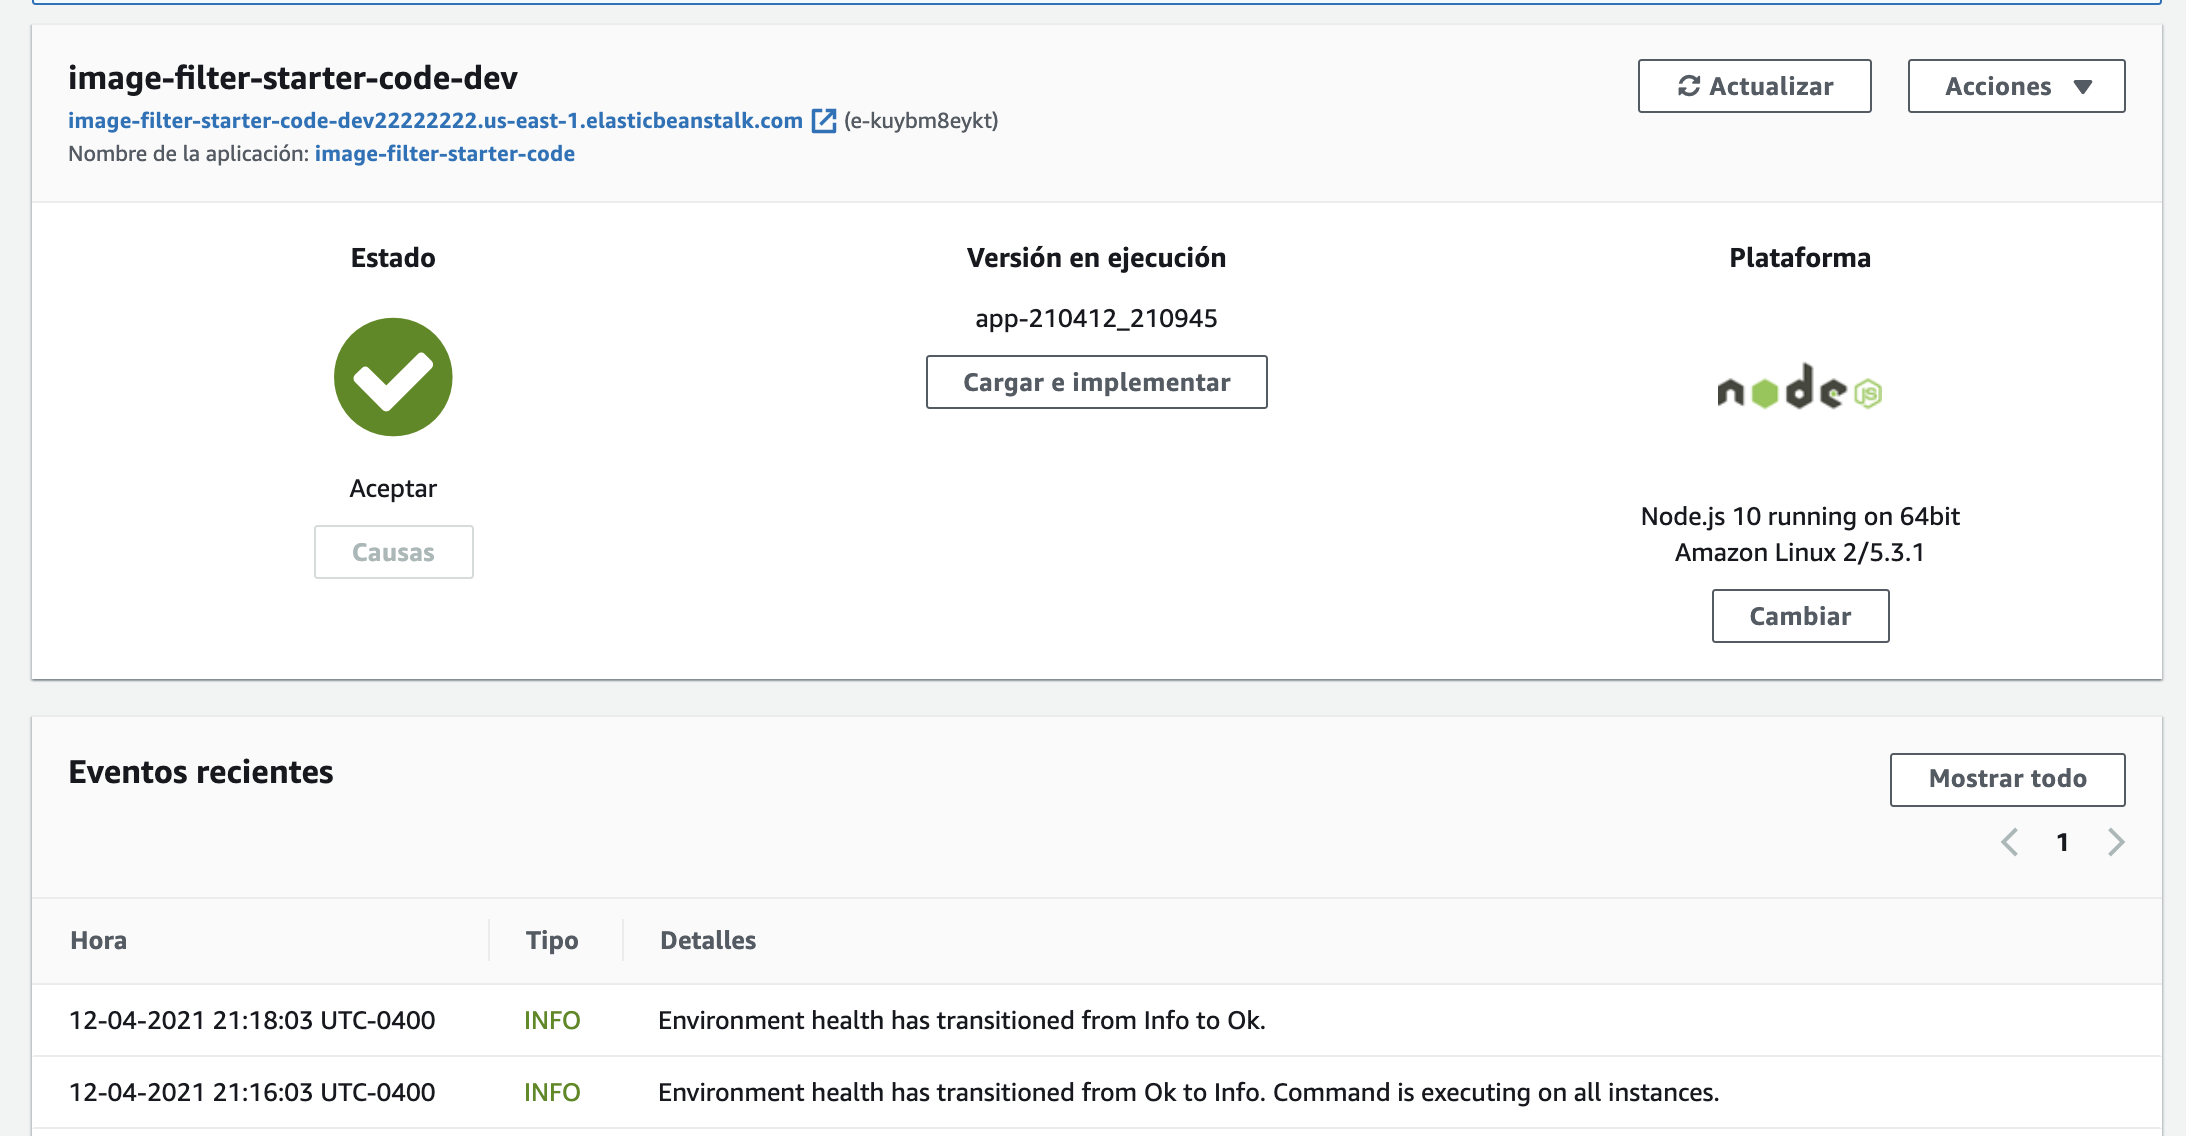 image-filter-starter-code-dev
image-filter-starter-code-dev22222222.us-east-1.elasticbeanstalk.com (e-kuybm8eykt)
Nombre de la aplicación: image-filter-starter-code
Actualizar
Acciones
Estado
Aceptar
Causas
Versión en ejecución
app-210412_210945
Cargar e implementar
Plataforma
node JS
Node.js 10 running on 64bit
Amazon Linux 2/5.3.1
Cambiar
Eventos recientes
Mostrar todo
1
Hora Tipo Detalles
12-04-2021 21:18:03 UTC-0400 INFO Environment health has transitioned from Info to Ok.
12-04-2021 21:16:03 UTC-0400 INFO Environment health has transitioned from Ok to Info. Command is executing on all instances.